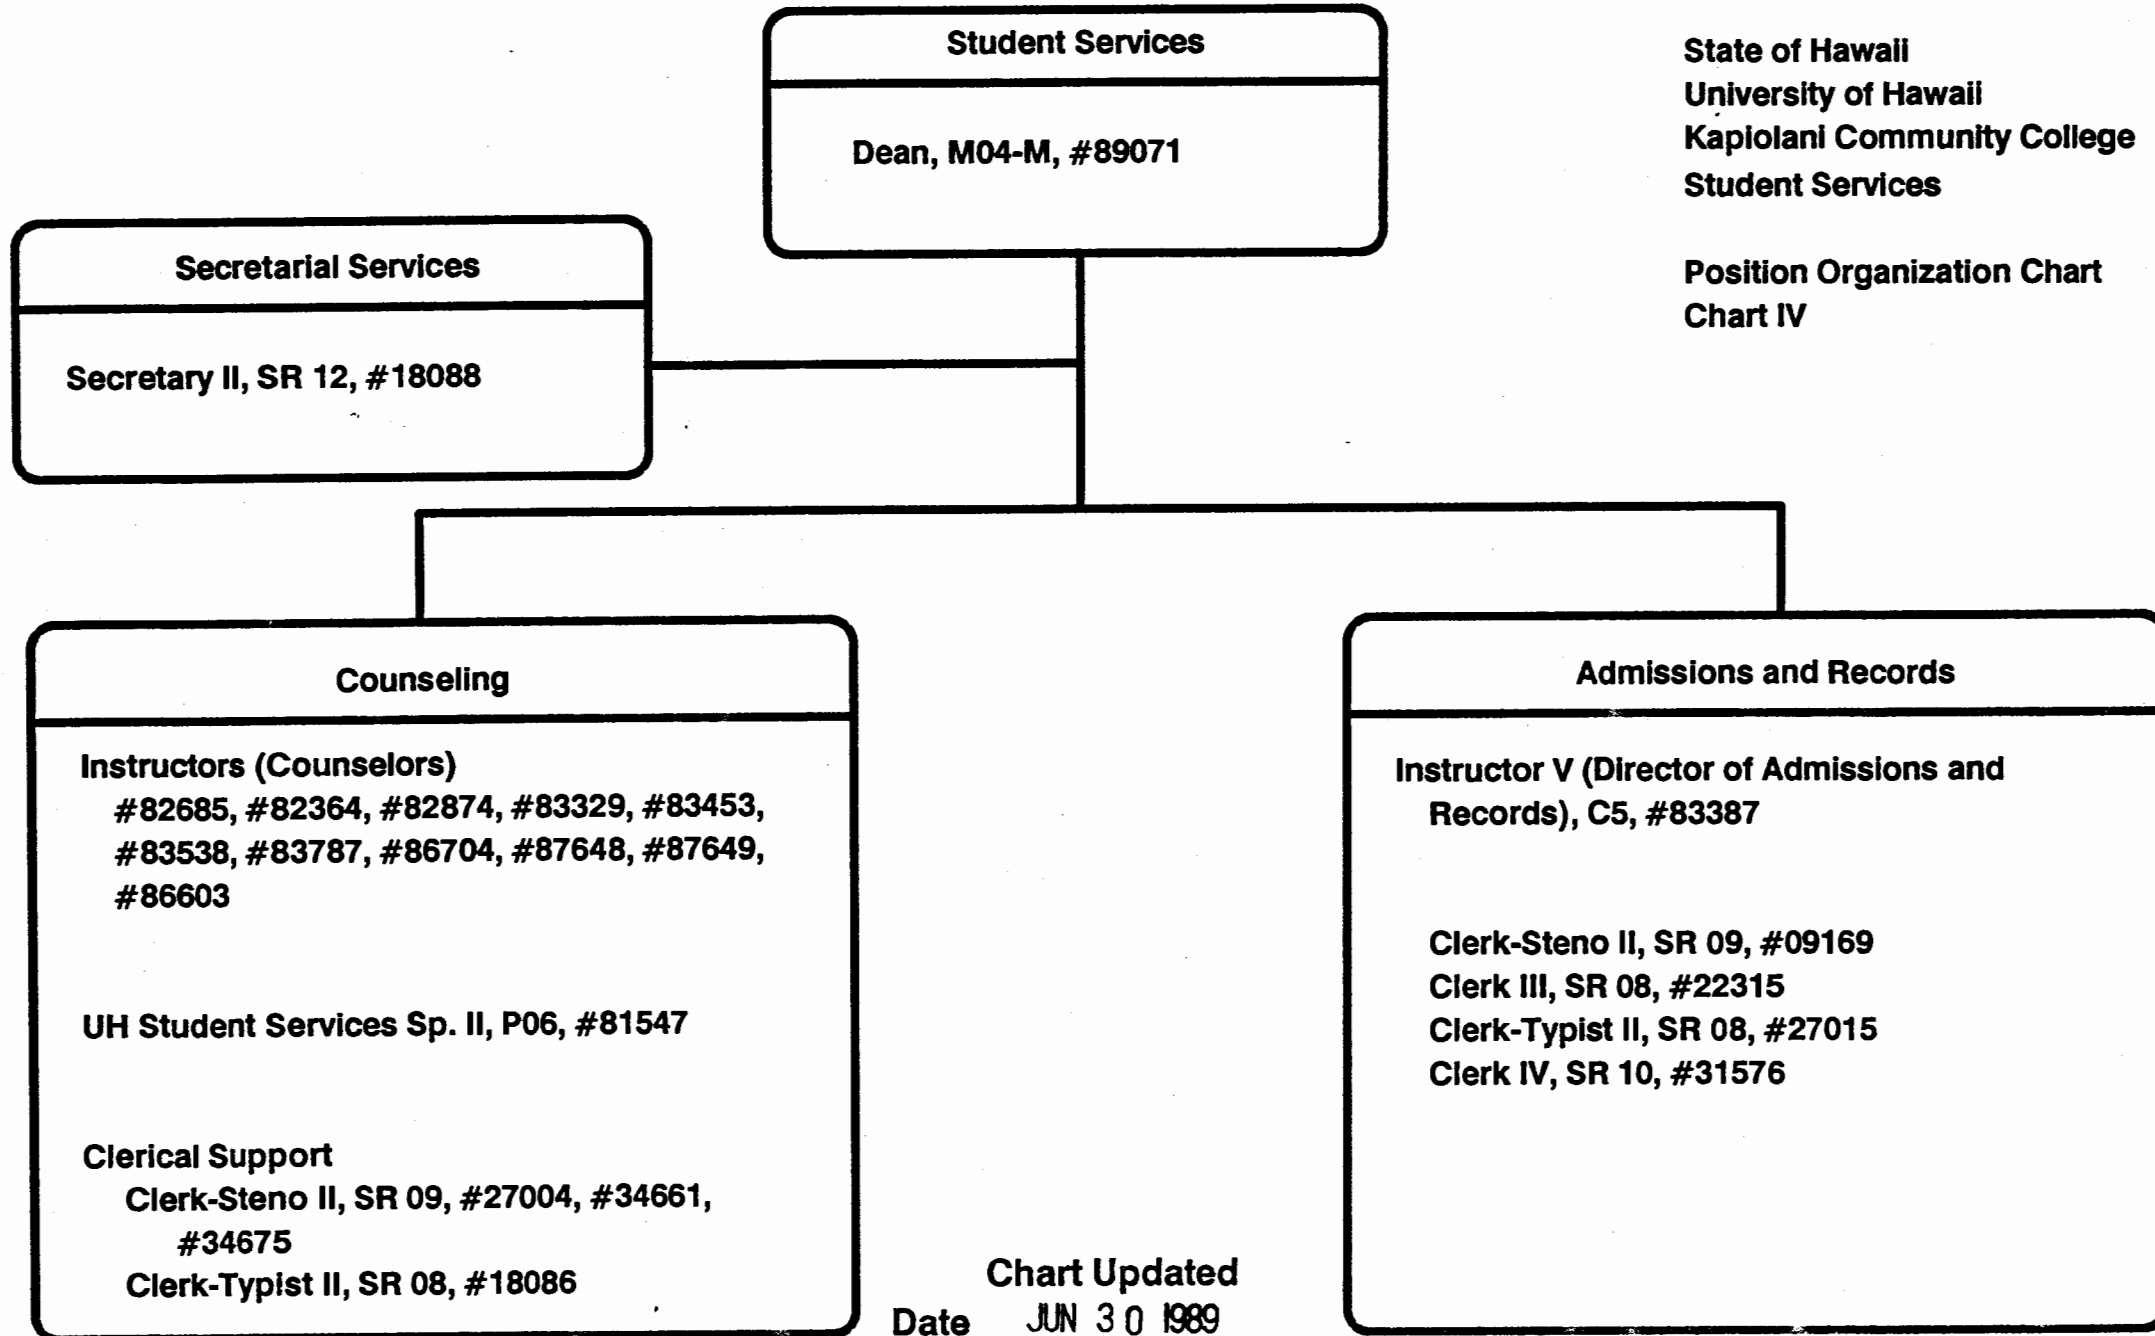 Student Services
Dean, M04-M, #89071
State of Hawaii
University of Hawaii
Kapiolani Community College
Student Services
Position Organization Chart
Chart IV
Secretarial Services
Secretary II, SR 12, #18088
Counseling
Instructors (Counselors)
#82685, #82364, #82874, #83329, #83453,
#83538, #83787, #86704, #87648, #87649,
#86603
UH Student Services Sp. II, P06, #81547
Clerical Support
Clerk-Steno II, SR 09, #27004, #34661,
#34675
Clerk-Typist II, SR 08, #18086
Admissions and Records
Instructor V (Director of Admissions and
Records), C5, #83387
Clerk-Steno II, SR 09, #09169
Clerk III, SR 08, #22315
Clerk-Typist II, SR 08, #27015
Clerk IV, SR 10, #31576
Chart Updated
Date JUN 30 1989